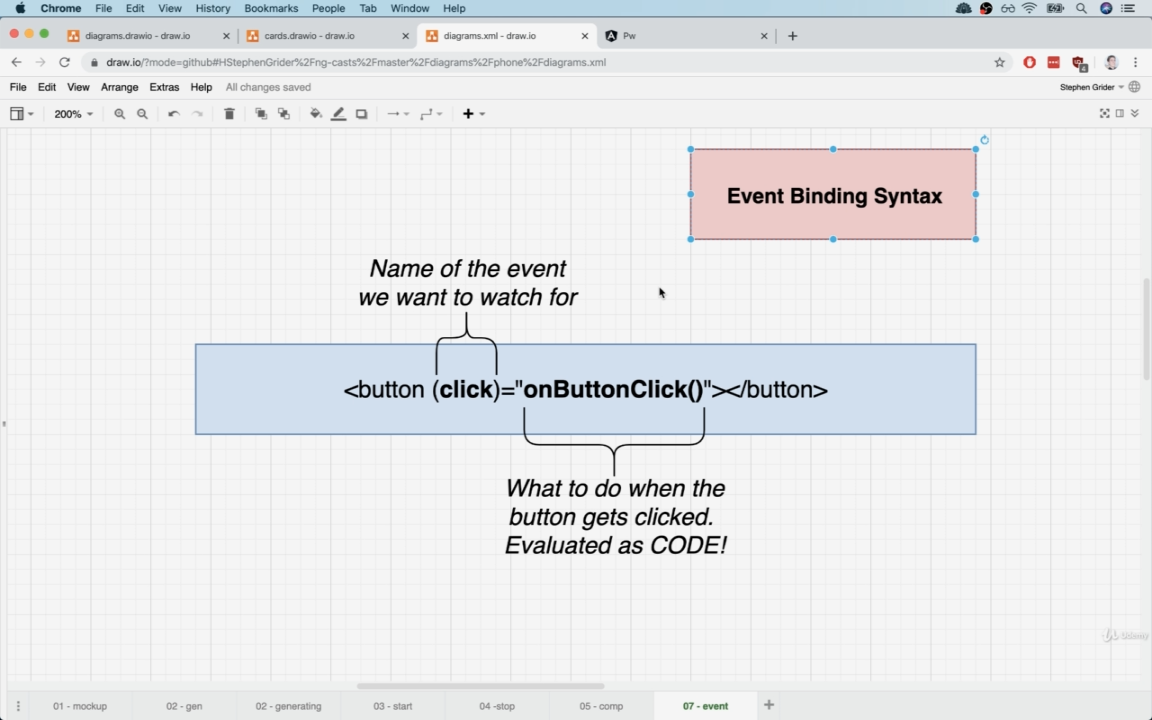 Chrome File Edit View History Bookmarks People Tab Window Help
diagrams.drawio - draw.io
cards.drawio - draw.io
diagrams.xml - draw.io
Pw
draw.io/?mode=github#HStephenGrider%2Fng-casts%2Fmaster%2Fdiagrams%2Fphone%2Fdiagrams.xml
File Edit View Arrange Extras Help All changes saved
Stephen Grider
200%
Event Binding Syntax
Name of the event
we want to watch for
<button (click)="onButtonClick()"></button>
What to do when the
button gets clicked.
Evaluated as CODE!
Udemy
01 - mockup
02 - gen
02 - generating
03 - start
04 -stop
05 - comp
07 - event